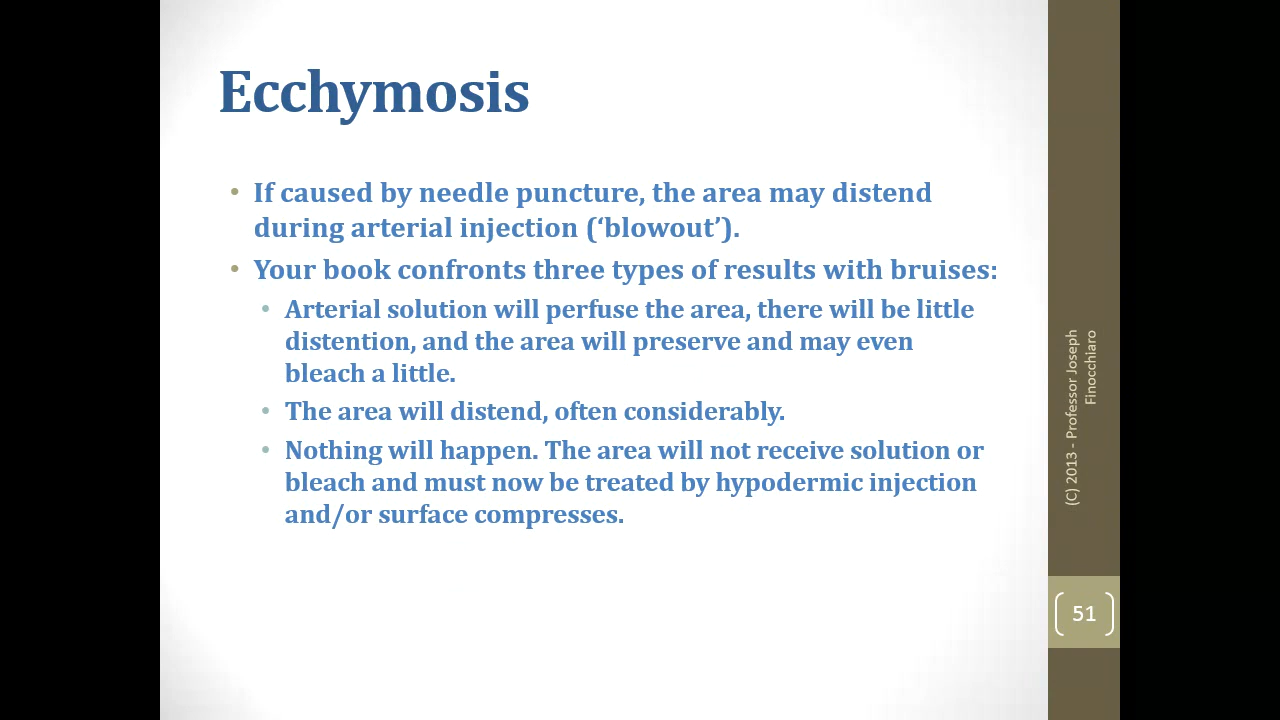 Ecchymosis
• If caused by needle puncture, the area may distend
during arterial injection (‘blowout’).
• Your book confronts three types of results with bruises:
• Arterial solution will perfuse the area, there will be little
distention, and the area will preserve and may even
bleach a little.
• The area will distend, often considerably.
• Nothing will happen. The area will not receive solution or
bleach and must now be treated by hypodermic injection
and/or surface compresses.
(C) 2013 - Professor Joseph
Finocchiaro
51